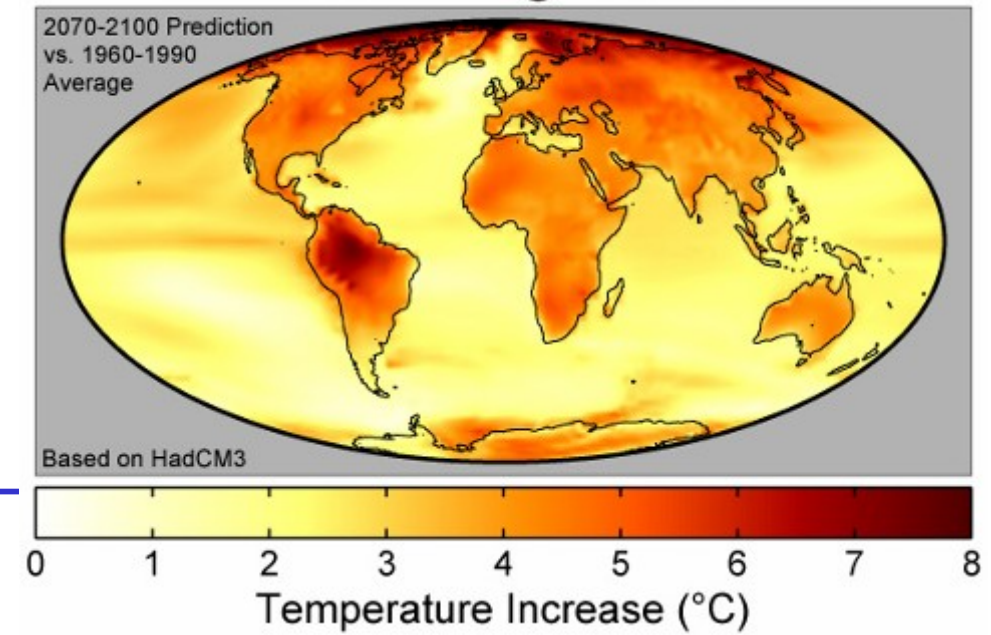 2070-2100 Prediction
vs. 1960-1990
Average
Based on HadCM3
0 1 2 3 4 5 6 7 8
Temperature Increase (°C)